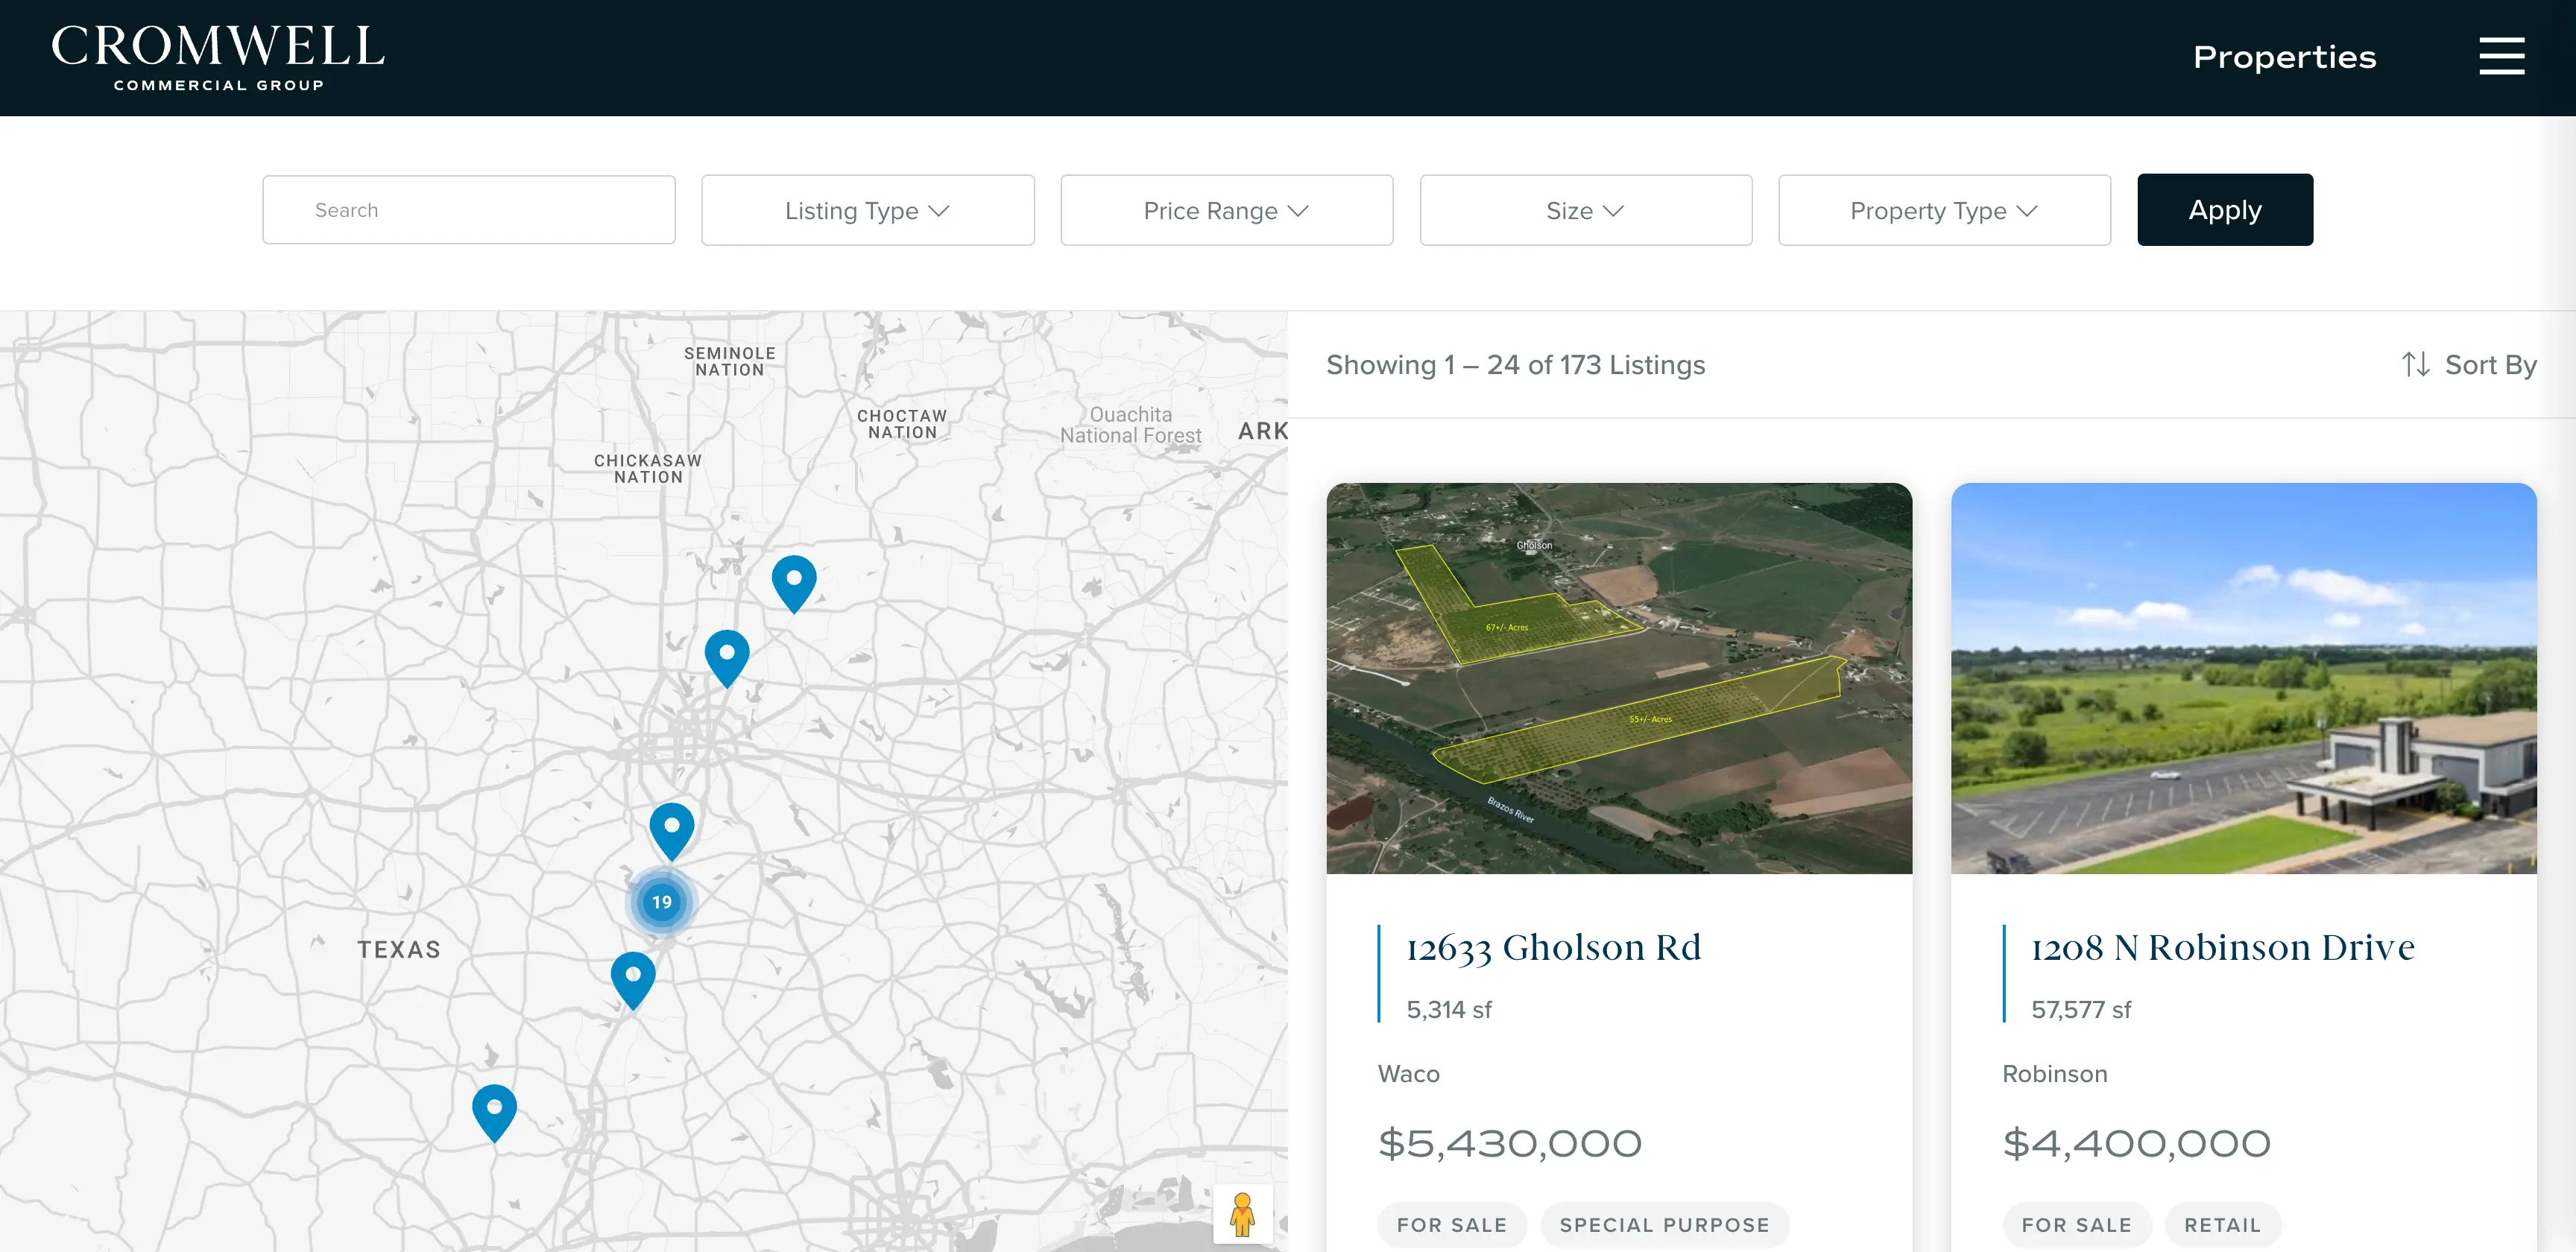 CROMWELL
COMMERCIAL GROUP
Properties
Search
Listing Type
Price Range
Size
Property Type
Apply
SEMINOLE
NATION
CHOCTAW
NATION
Ouachita
National Forest
ARK
CHICKASAW
NATION
19
TEXAS
Showing 1 – 24 of 173 Listings
Sort By
Gholson
67+/- Acres
55+/- Acres
Brazos River
12633 Gholson Rd
5,314 sf
Waco
$5,430,000
FOR SALE
SPECIAL PURPOSE
1208 N Robinson Drive
57,577 sf
Robinson
$4,400,000
FOR SALE
RETAIL